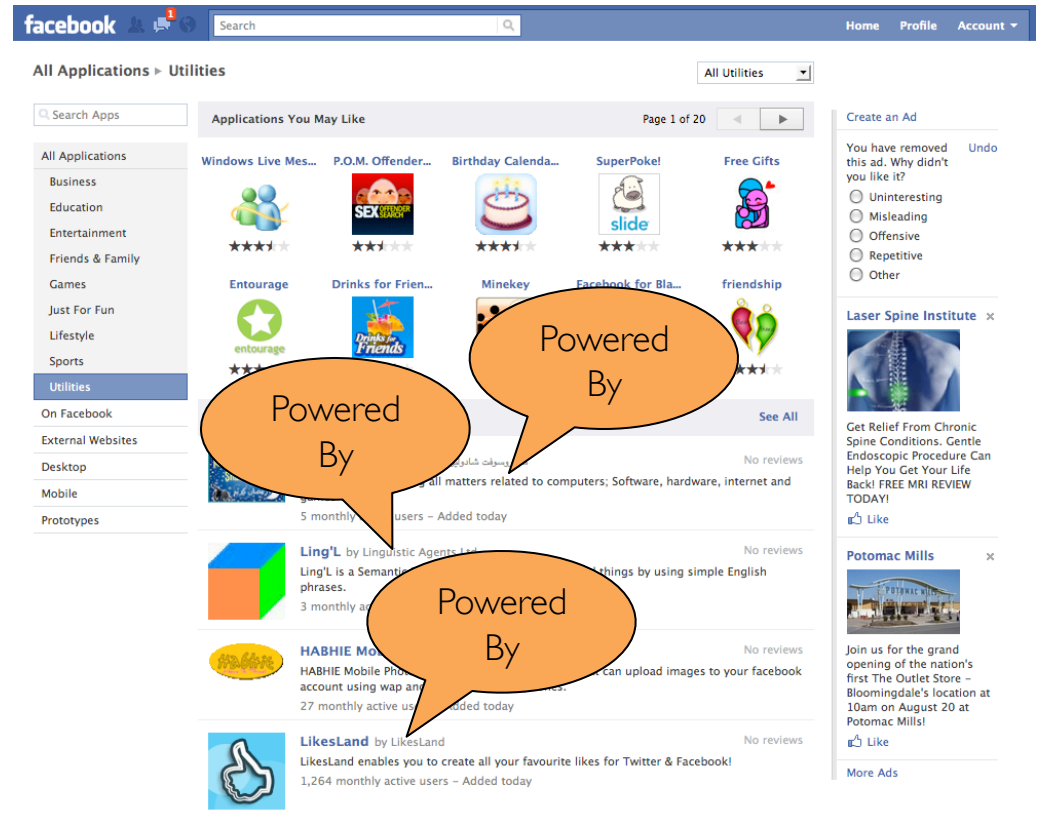 facebook
1
Search
Home Profile Account
All Applications ▸ Utilities
All Utilities
Search Apps
All Applications
Business
Education
Entertainment
Friends & Family
Games
Just For Fun
Lifestyle
Sports
Utilities
On Facebook
External Websites
Desktop
Mobile
Prototypes
Applications You May Like
Page 1 of 20
Windows Live Mes... P.O.M. Offender... Birthday Calenda... SuperPoke! Free Gifts
SEX OFFENDER SEARCH
slide
Entourage Drinks for Frien... Minekey Facebook for Bla... friendship
entourage
Drinks for
Friends
Powered
By
Powered
By
See All
No reviews
all matters related to computers; Software, hardware, internet and
5 monthly users – Added today
Ling'L by Linguistic Agents Ltd
No reviews
Ling'L is a Semantic things by using simple English
phrases.
3 monthly
Powered
By
HABHIE
No reviews
HABHIE Mobile can upload images to your facebook
account using wap and
27 monthly active Added today
LikesLand by LikesLand
No reviews
LikesLand enables you to create all your favourite likes for Twitter & Facebook!
1,264 monthly active users – Added today
Create an Ad
You have removed Undo
this ad. Why didn't
you like it?
Uninteresting
Misleading
Offensive
Repetitive
Other
Laser Spine Institute ×
Get Relief From Chronic
Spine Conditions. Gentle
Endoscopic Procedure Can
Help You Get Your Life
Back! FREE MRI REVIEW
TODAY!
Like
Potomac Mills ×
POTOMAC MILLS
Join us for the grand
opening of the nation's
first The Outlet Store –
Bloomingdale's location at
10am on August 20 at
Potomac Mills!
Like
More Ads